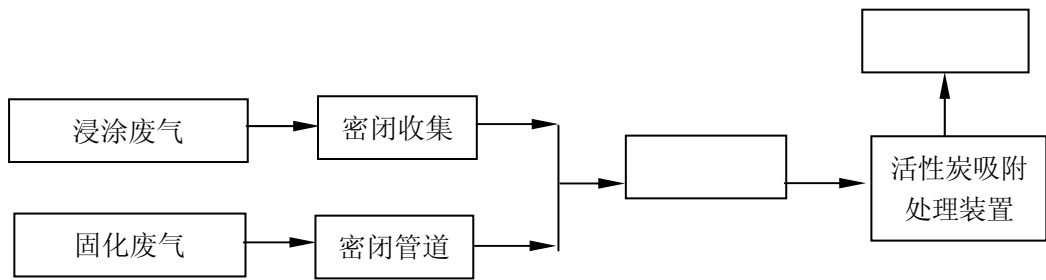 浸涂废气
密闭收集
固化废气
密闭管道
活性炭吸附
处理装置